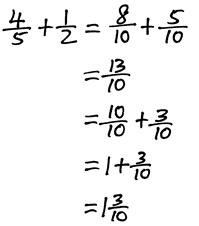 4/5 + 1/2 = 8/10 + 5/10
= 13/10
= 10/10 + 3/10
= 1 + 3/10
= 1 3/10